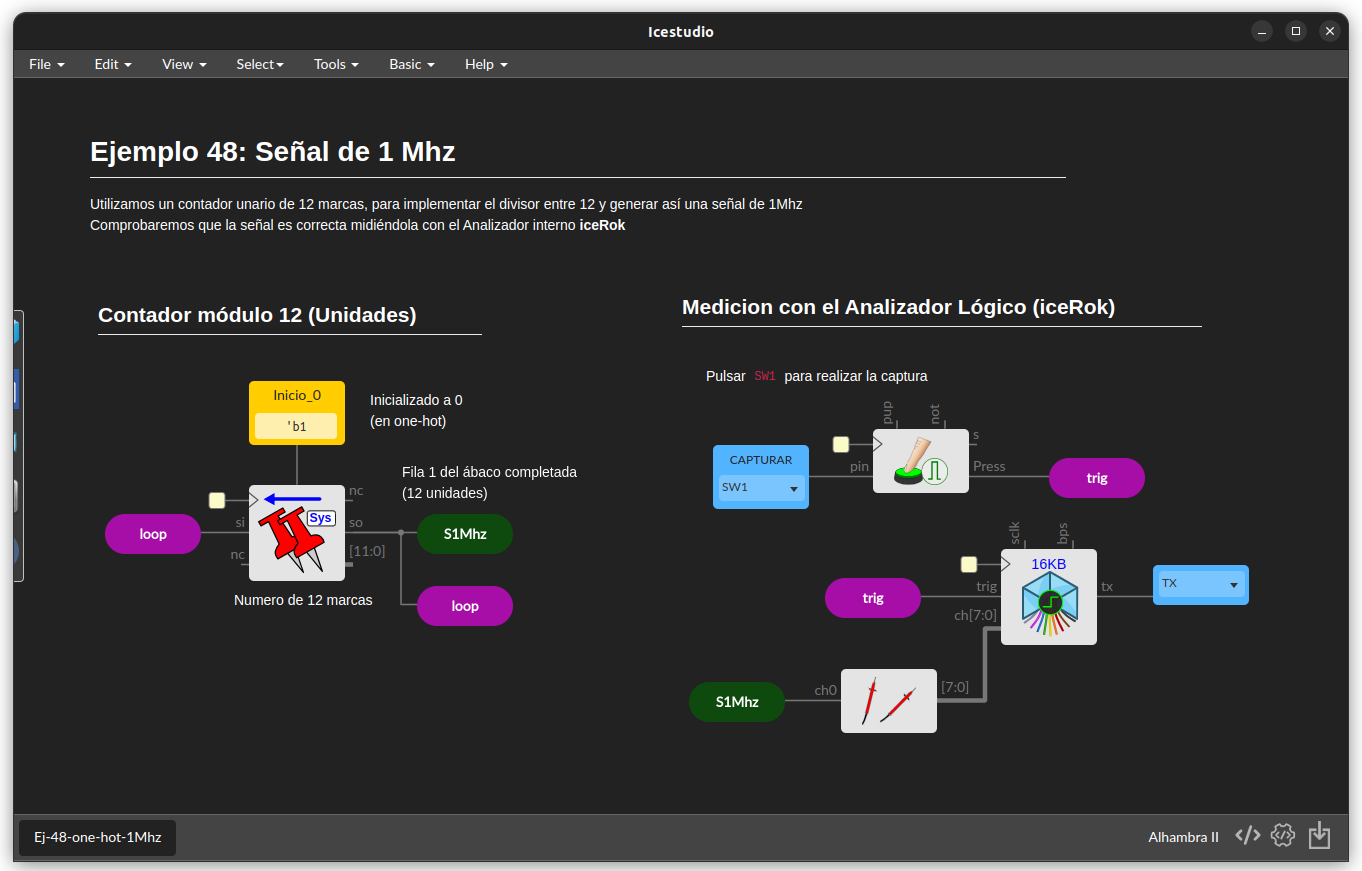 Icestudio
File Edit View Select Tools Basic Help
Ejemplo 48: Señal de 1 Mhz
Utilizamos un contador unario de 12 marcas, para implementar el divisor entre 12 y generar así una señal de 1Mhz
Comprobaremos que la señal es correcta midiéndola con el Analizador interno iceRok
Contador módulo 12 (Unidades)
Inicio_0
'b1
Inicializado a 0
(en one-hot)
Fila 1 del ábaco completada
(12 unidades)
nc
Sys
si
so
loop
S1Mhz
nc
[11:0]
Numero de 12 marcas
loop
Medicion con el Analizador Lógico (iceRok)
Pulsar SW1 para realizar la captura
pup
not
s
CAPTURAR
SW1
pin
Press
trig
sclk
bps
16KB
trig
trig
tx
TX
ch[7:0]
S1Mhz
ch0
[7:0]
Ej-48-one-hot-1Mhz
Alhambra II